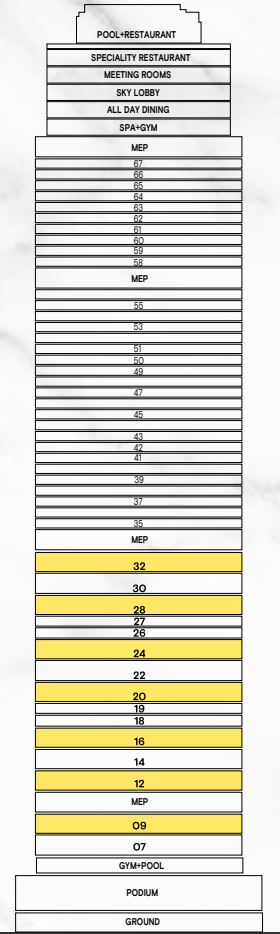 POOL+RESTAURANT
SPECIALITY RESTAURANT
MEETING ROOMS
SKY LOBBY
ALL DAY DINING
SPA+GYM
MEP
67
66
65
64
63
62
61
60
59
58
MEP
55
53
51
50
49
47
45
43
42
41
39
37
35
MEP
32
30
28
27
26
24
22
20
19
18
16
14
12
MEP
09
07
GYM+POOL
PODIUM
GROUND